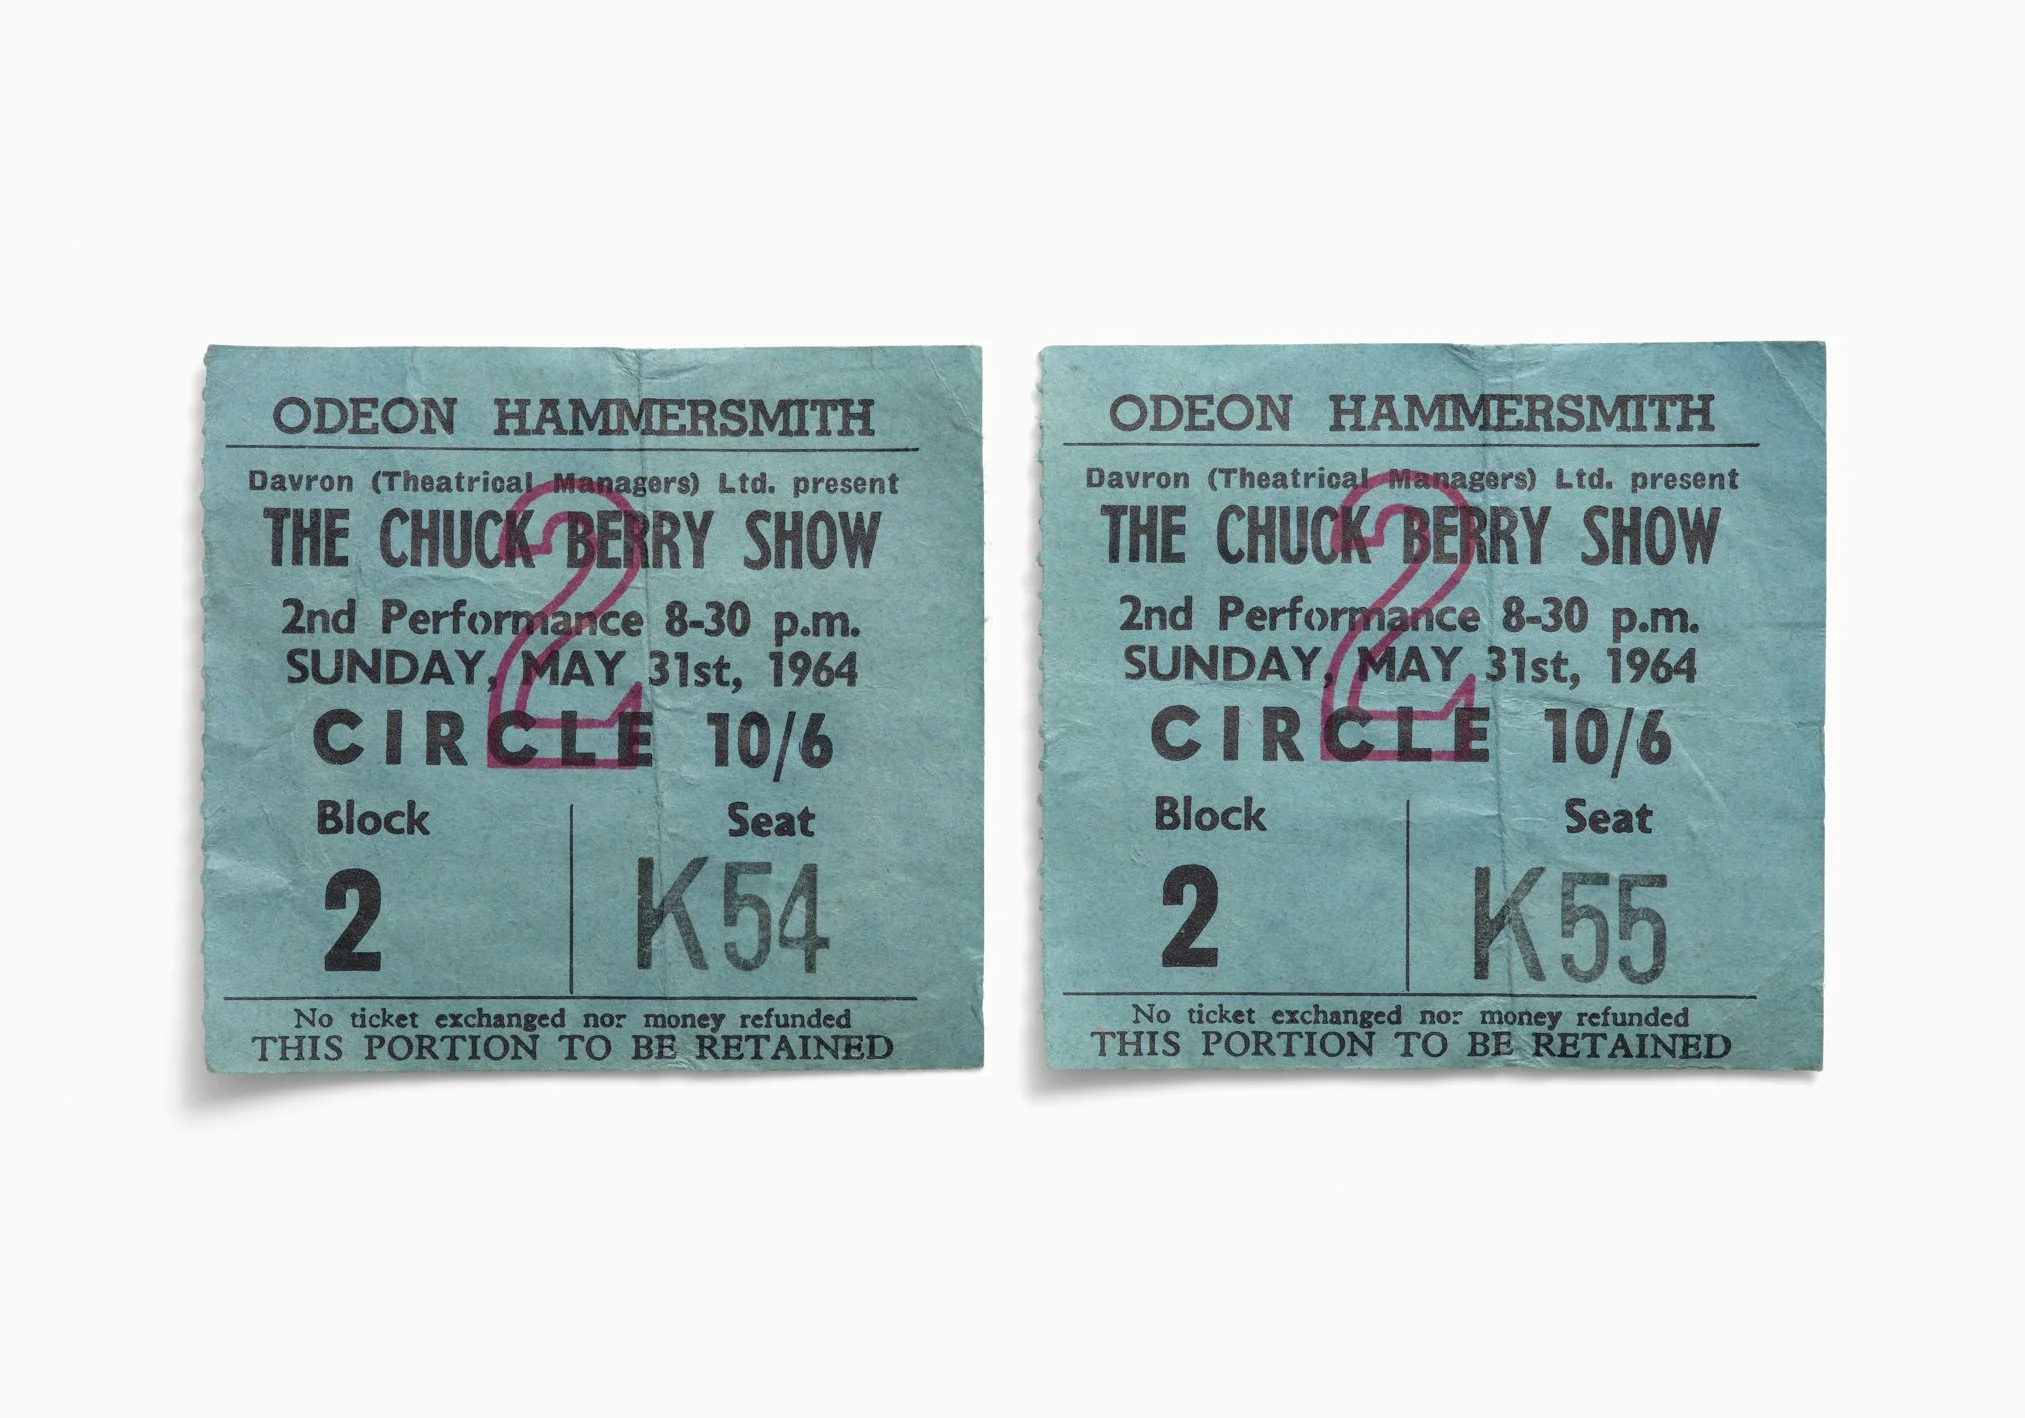 ODEON HAMMERSMITH
Davron (Theatrical Managers) Ltd. present
THE CHUCK BERRY SHOW
2nd Performance 8-30 p.m.
SUNDAY, MAY 31st, 1964
CIRCLE 10/6
Block Seat
2 K54
No ticket exchanged nor money refunded
THIS PORTION TO BE RETAINED
2
ODEON HAMMERSMITH
Davron (Theatrical Managers) Ltd. present
THE CHUCK BERRY SHOW
2nd Performance 8-30 p.m.
SUNDAY, MAY 31st, 1964
CIRCLE 10/6
Block Seat
2 K55
No ticket exchanged nor money refunded
THIS PORTION TO BE RETAINED
2